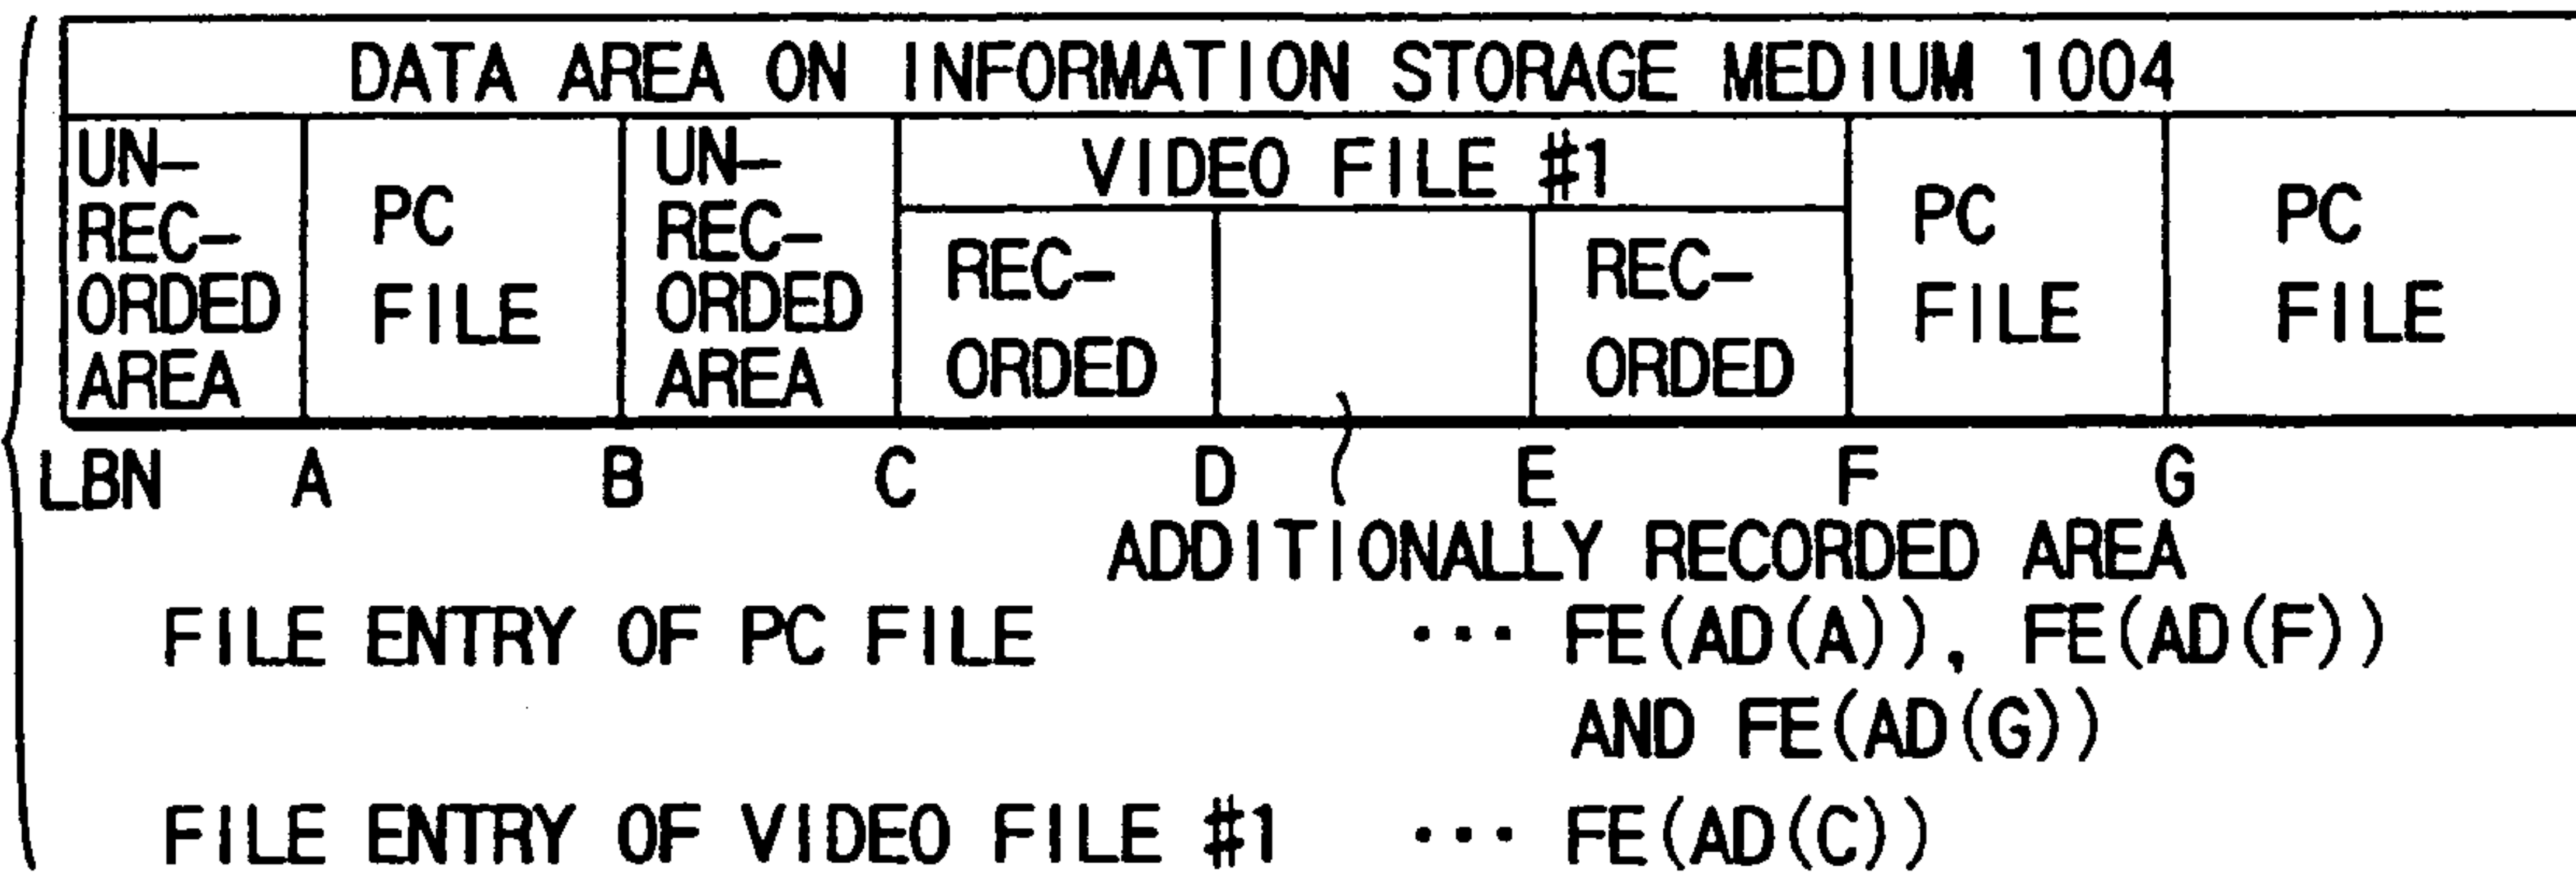 DATA AREA ON INFORMATION STORAGE MEDIUM 1004
UN-
REC-
ORDED
AREA
PC
FILE
UN-
REC-
ORDED
AREA
VIDEO FILE #1
REC-
ORDED
REC-
ORDED
PC
FILE
PC
FILE
LBN A B C D E F G
ADDITIONALLY RECORDED AREA
FILE ENTRY OF PC FILE ··· FE(AD(A)), FE(AD(F))
AND FE(AD(G))
FILE ENTRY OF VIDEO FILE #1 ··· FE(AD(C))